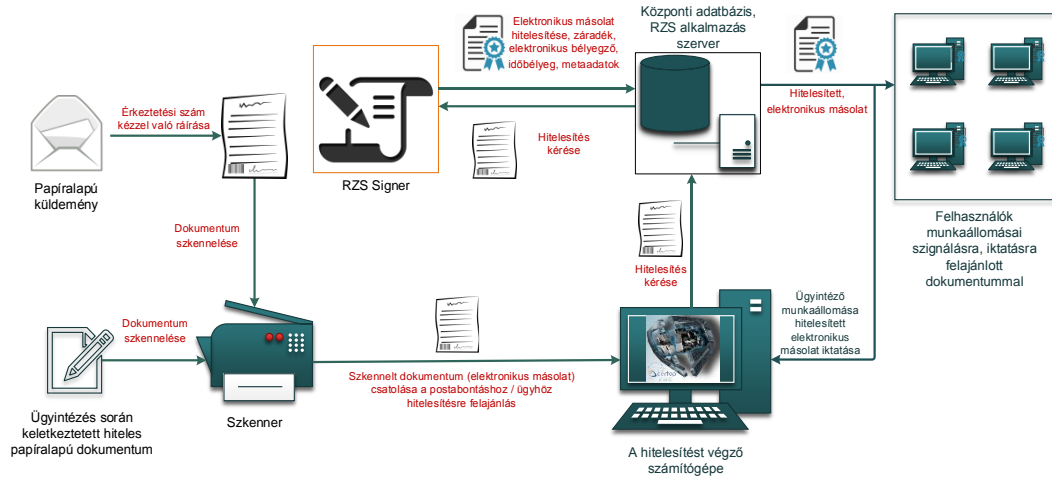 Elektronikus másolat
hitelesítése, záradék,
elektronikus bélyegző,
időbélyeg, metaadatok
Központi adatbázis,
RZS alkalmazás
szerver
Érkeztetési szám
kézzel való ráírása
Hitelesítés
kérése
Hitelesített,
elektronikus másolat
Papíralapú
küldemény
RZS Signer
Felhasználók
munkaállomásai
szignálásra, iktatásra
felajánlott
dokumentummal
Dokumentum
szkennelése
Hitelesítés
kérése
Ügyintéző
munkaállomása
hitelesített
elektronikus
másolat iktatása
Dokumentum
szkennelése
Szkennelt dokumentum (elektronikus másolat)
csatolása a postabontáshoz / ügyhöz
hitelesítésre felajánlás
Ügyintézés során
keletkeztetett hiteles
papíralapú dokumentum
Szkenner
A hitelesítést végző
számítógépe